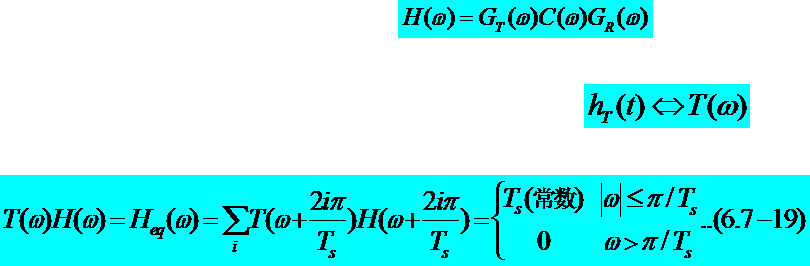 H(ω) = G_T(ω)C(ω)G_R(ω)
h_T(t) ⇔ T(ω)
T(ω)H(ω) = H_eq(ω) = ∑_i T(ω + 2iπ/T_s)H(ω + 2iπ/T_s) = { T_s(常数) |ω| ≤ π/T_s ; 0 ω > π/T_s ..(6.7−19)